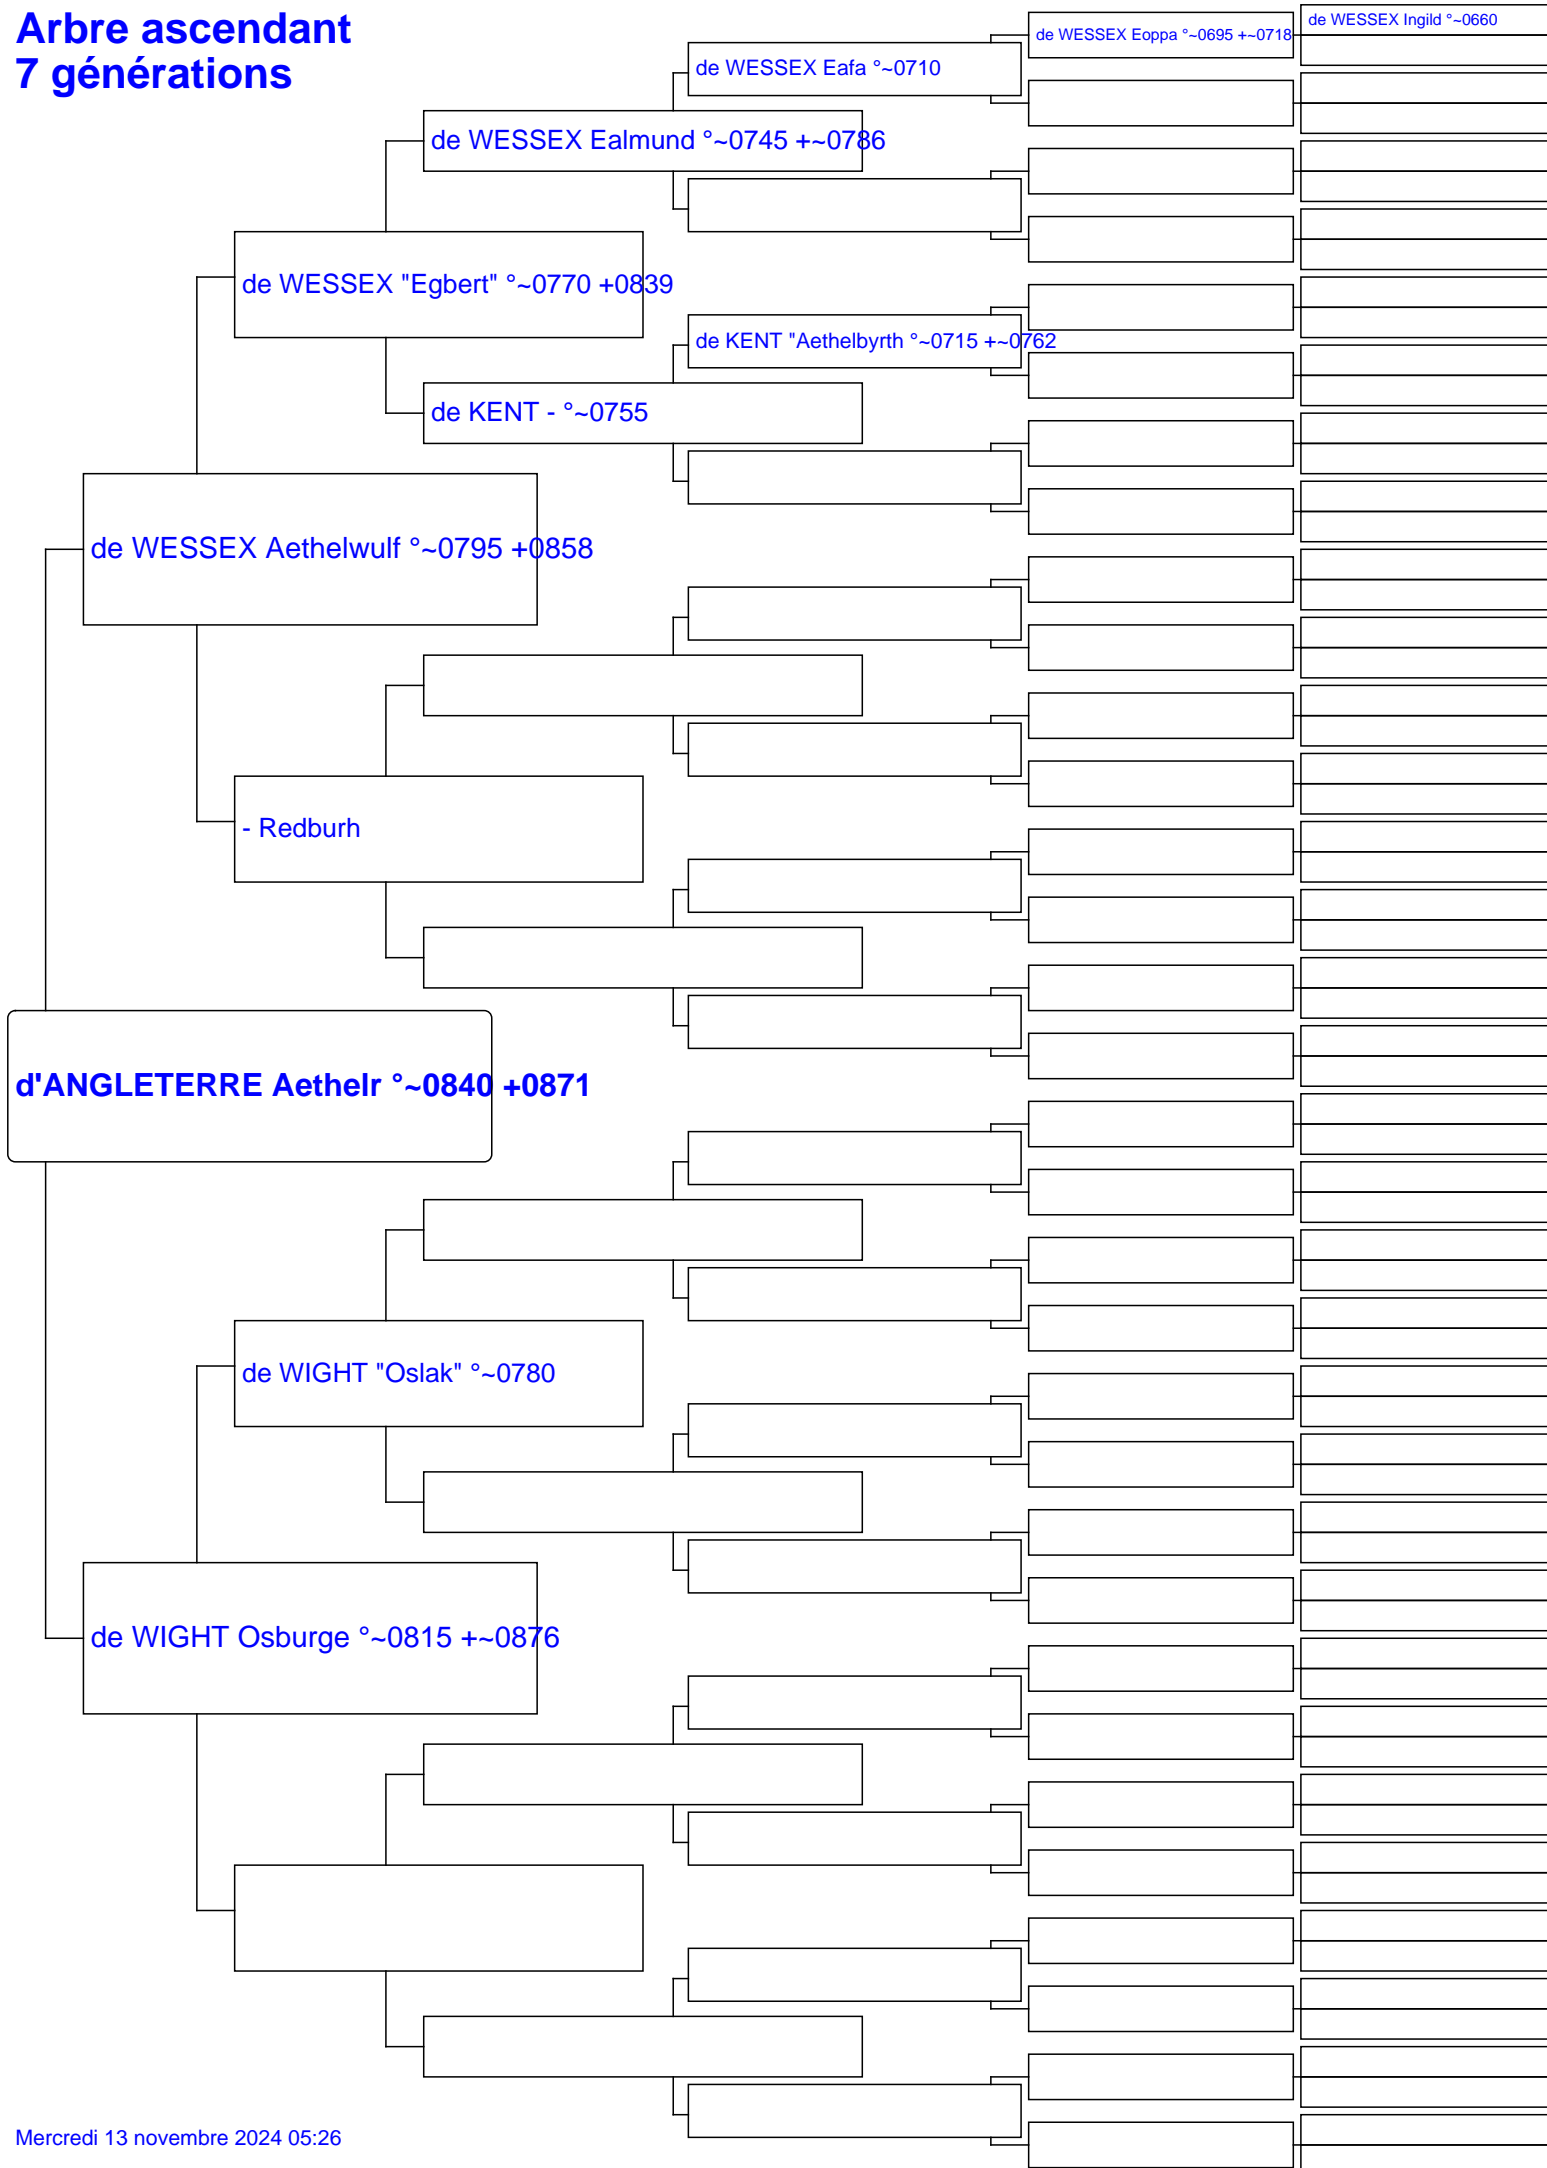 Arbre ascendant
7 générations
de WESSEX Ingild °~0660
de WESSEX Eoppa °~0695 +~0718
de WESSEX Eafa °~0710
de WESSEX Ealmund °~0745 +~0786
de WESSEX "Egbert" °~0770 +0839
de KENT "Aethelbyrth °~0715 +~0762
de KENT - °~0755
de WESSEX Aethelwulf °~0795 +0858
- Redburh
d'ANGLETERRE Aethelr °~0840 +0871
de WIGHT "Oslak" °~0780
de WIGHT Osburge °~0815 +~0876
Mercredi 13 novembre 2024 05:26